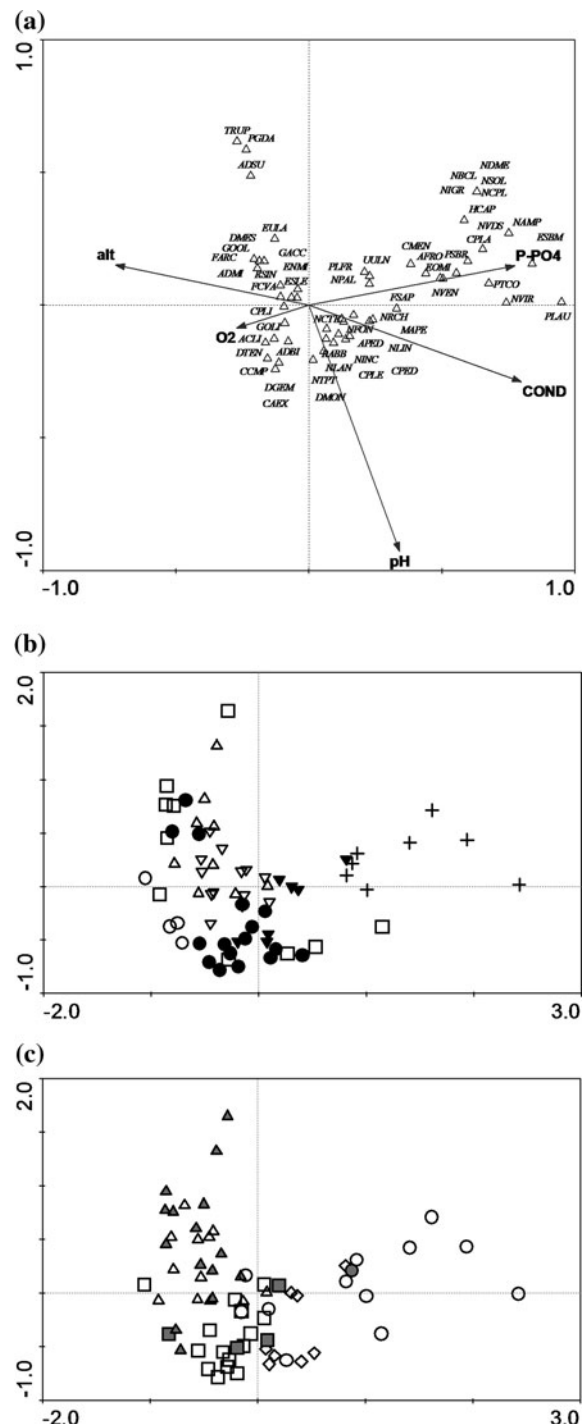 (a)
1.0
TRUP
PGDA
ADSU
NDME
NBCL
NSOL
NIGR
NCPL
HCAP
NAMP
NVDS
ESBM
EULA
DMES
CMEN
CPLA
P-PO4
GOOL
GACC
UULN
AFRO
FSBR
alt
FARC
ENMI
PLFR
EOMI
ADMI
RSIN
ESLE
NPAL
PTCO
FCVA
NVEN
CPLI
FSAP
NVIR
PLAU
GOLI
NCTE
NRCH
O2
NFON
MAPE
ACLI
APED
DTEN
ADBI
RABB
NLIN
NLAN
NINC
COND
CCMP
NTPT
CPLE
CPED
DGEM
DMON
CAEX
pH
-1.0
-1.0
1.0
(b)
2.0
-1.0
-2.0
3.0
(c)
2.0
-1.0
-2.0
3.0